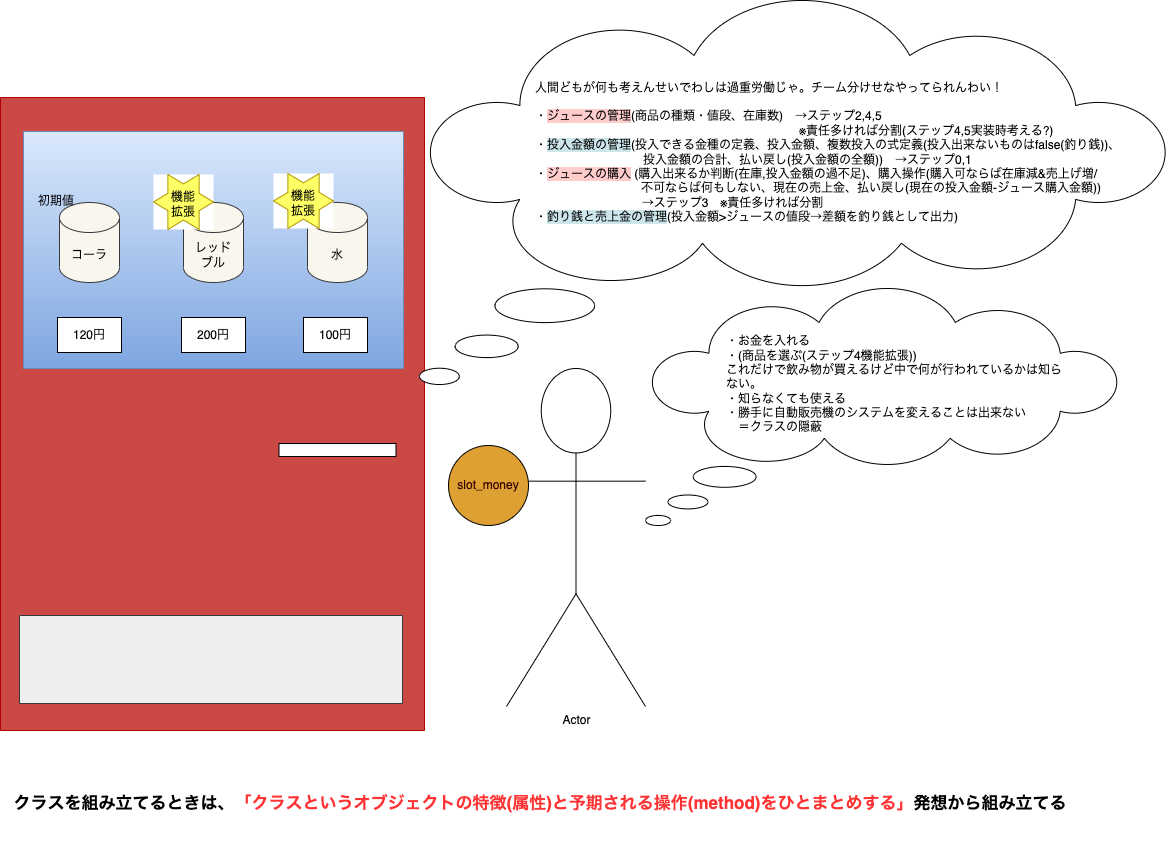 人間どもが何も考えんせいでわしは過重労働じゃ。チーム分けせなやってられんわい！
・ジュースの管理(商品の種類・値段、在庫数)　→ステップ2,4,5
※責任多ければ分割(ステップ4,5実装時考える?)
・投入金額の管理(投入できる金種の定義、投入金額、複数投入の式定義(投入出来ないものはfalse(釣り銭))、
投入金額の合計、払い戻し(投入金額の全額))　→ステップ0,1
・ジュースの購入 (購入出来るか判断(在庫,投入金額の過不足)、購入操作(購入可ならば在庫減&売上げ増/
不可ならば何もしない、現在の売上金、払い戻し(現在の投入金額-ジュース購入金額))
→ステップ3　※責任多ければ分割
・釣り銭と売上金の管理(投入金額>ジュースの値段→差額を釣り銭として出力)
初期値
機能
拡張
機能
拡張
コーラ
レッド
ブル
水
120円
200円
100円
・お金を入れる
・(商品を選ぶ(ステップ4機能拡張))
これだけで飲み物が買えるけど中で何が行われているかは知ら
ない。
・知らなくても使える
・勝手に自動販売機のシステムを変えることは出来ない
＝クラスの隠蔽
slot_money
Actor
クラスを組み立てるときは、「クラスというオブジェクトの特徴(属性)と予期される操作(method)をひとまとめする」発想から組み立てる